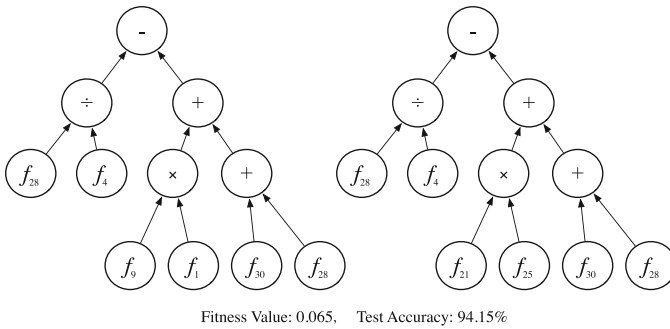 - -
÷ + ÷ +
f28 f4 × + f28 f4 × +
f9 f1 f30 f28 f21 f25 f30 f28
Fitness Value: 0.065, Test Accuracy: 94.15%